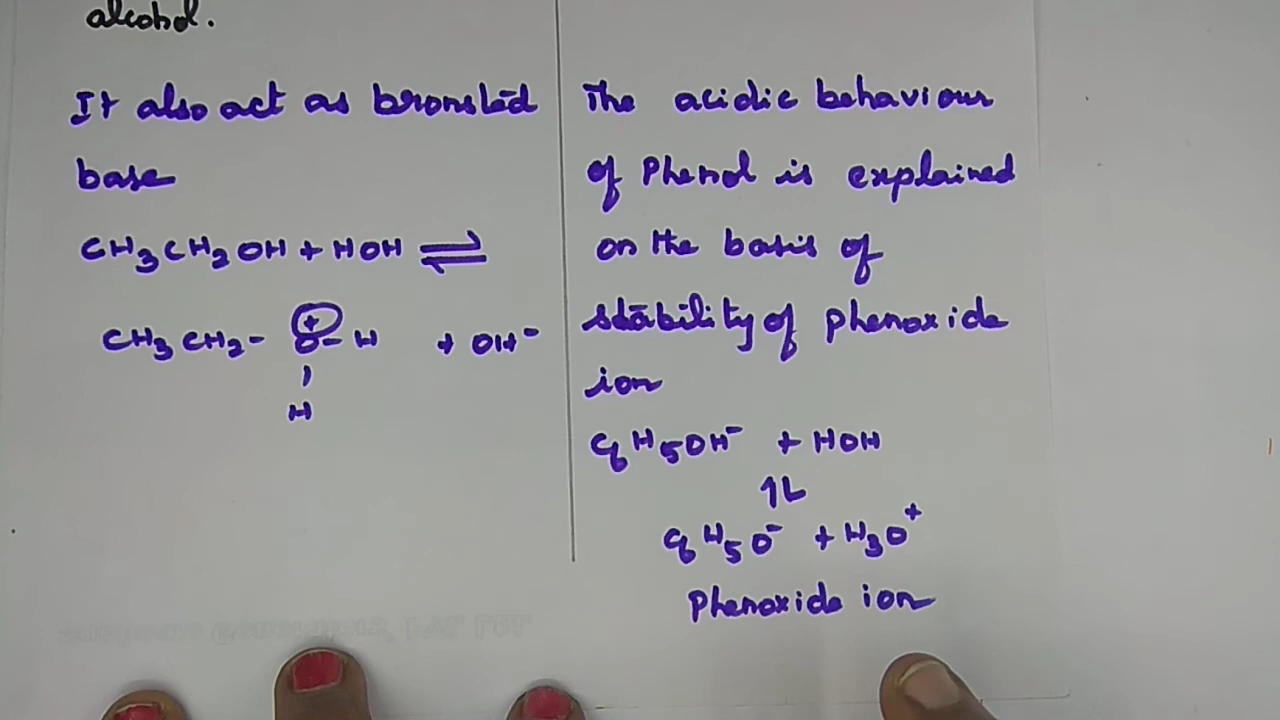 alcohol.
It also act as bronsted
base
CH3CH2OH + HOH ⇌
CH3CH2- O - H + OH-
+
H
The acidic behaviour
of Phenol is explained
on the basis of
stability of phenoxide
ion
C6H5OH- + HOH
⇅
C6H5O- + H3O+
Phenoxide ion